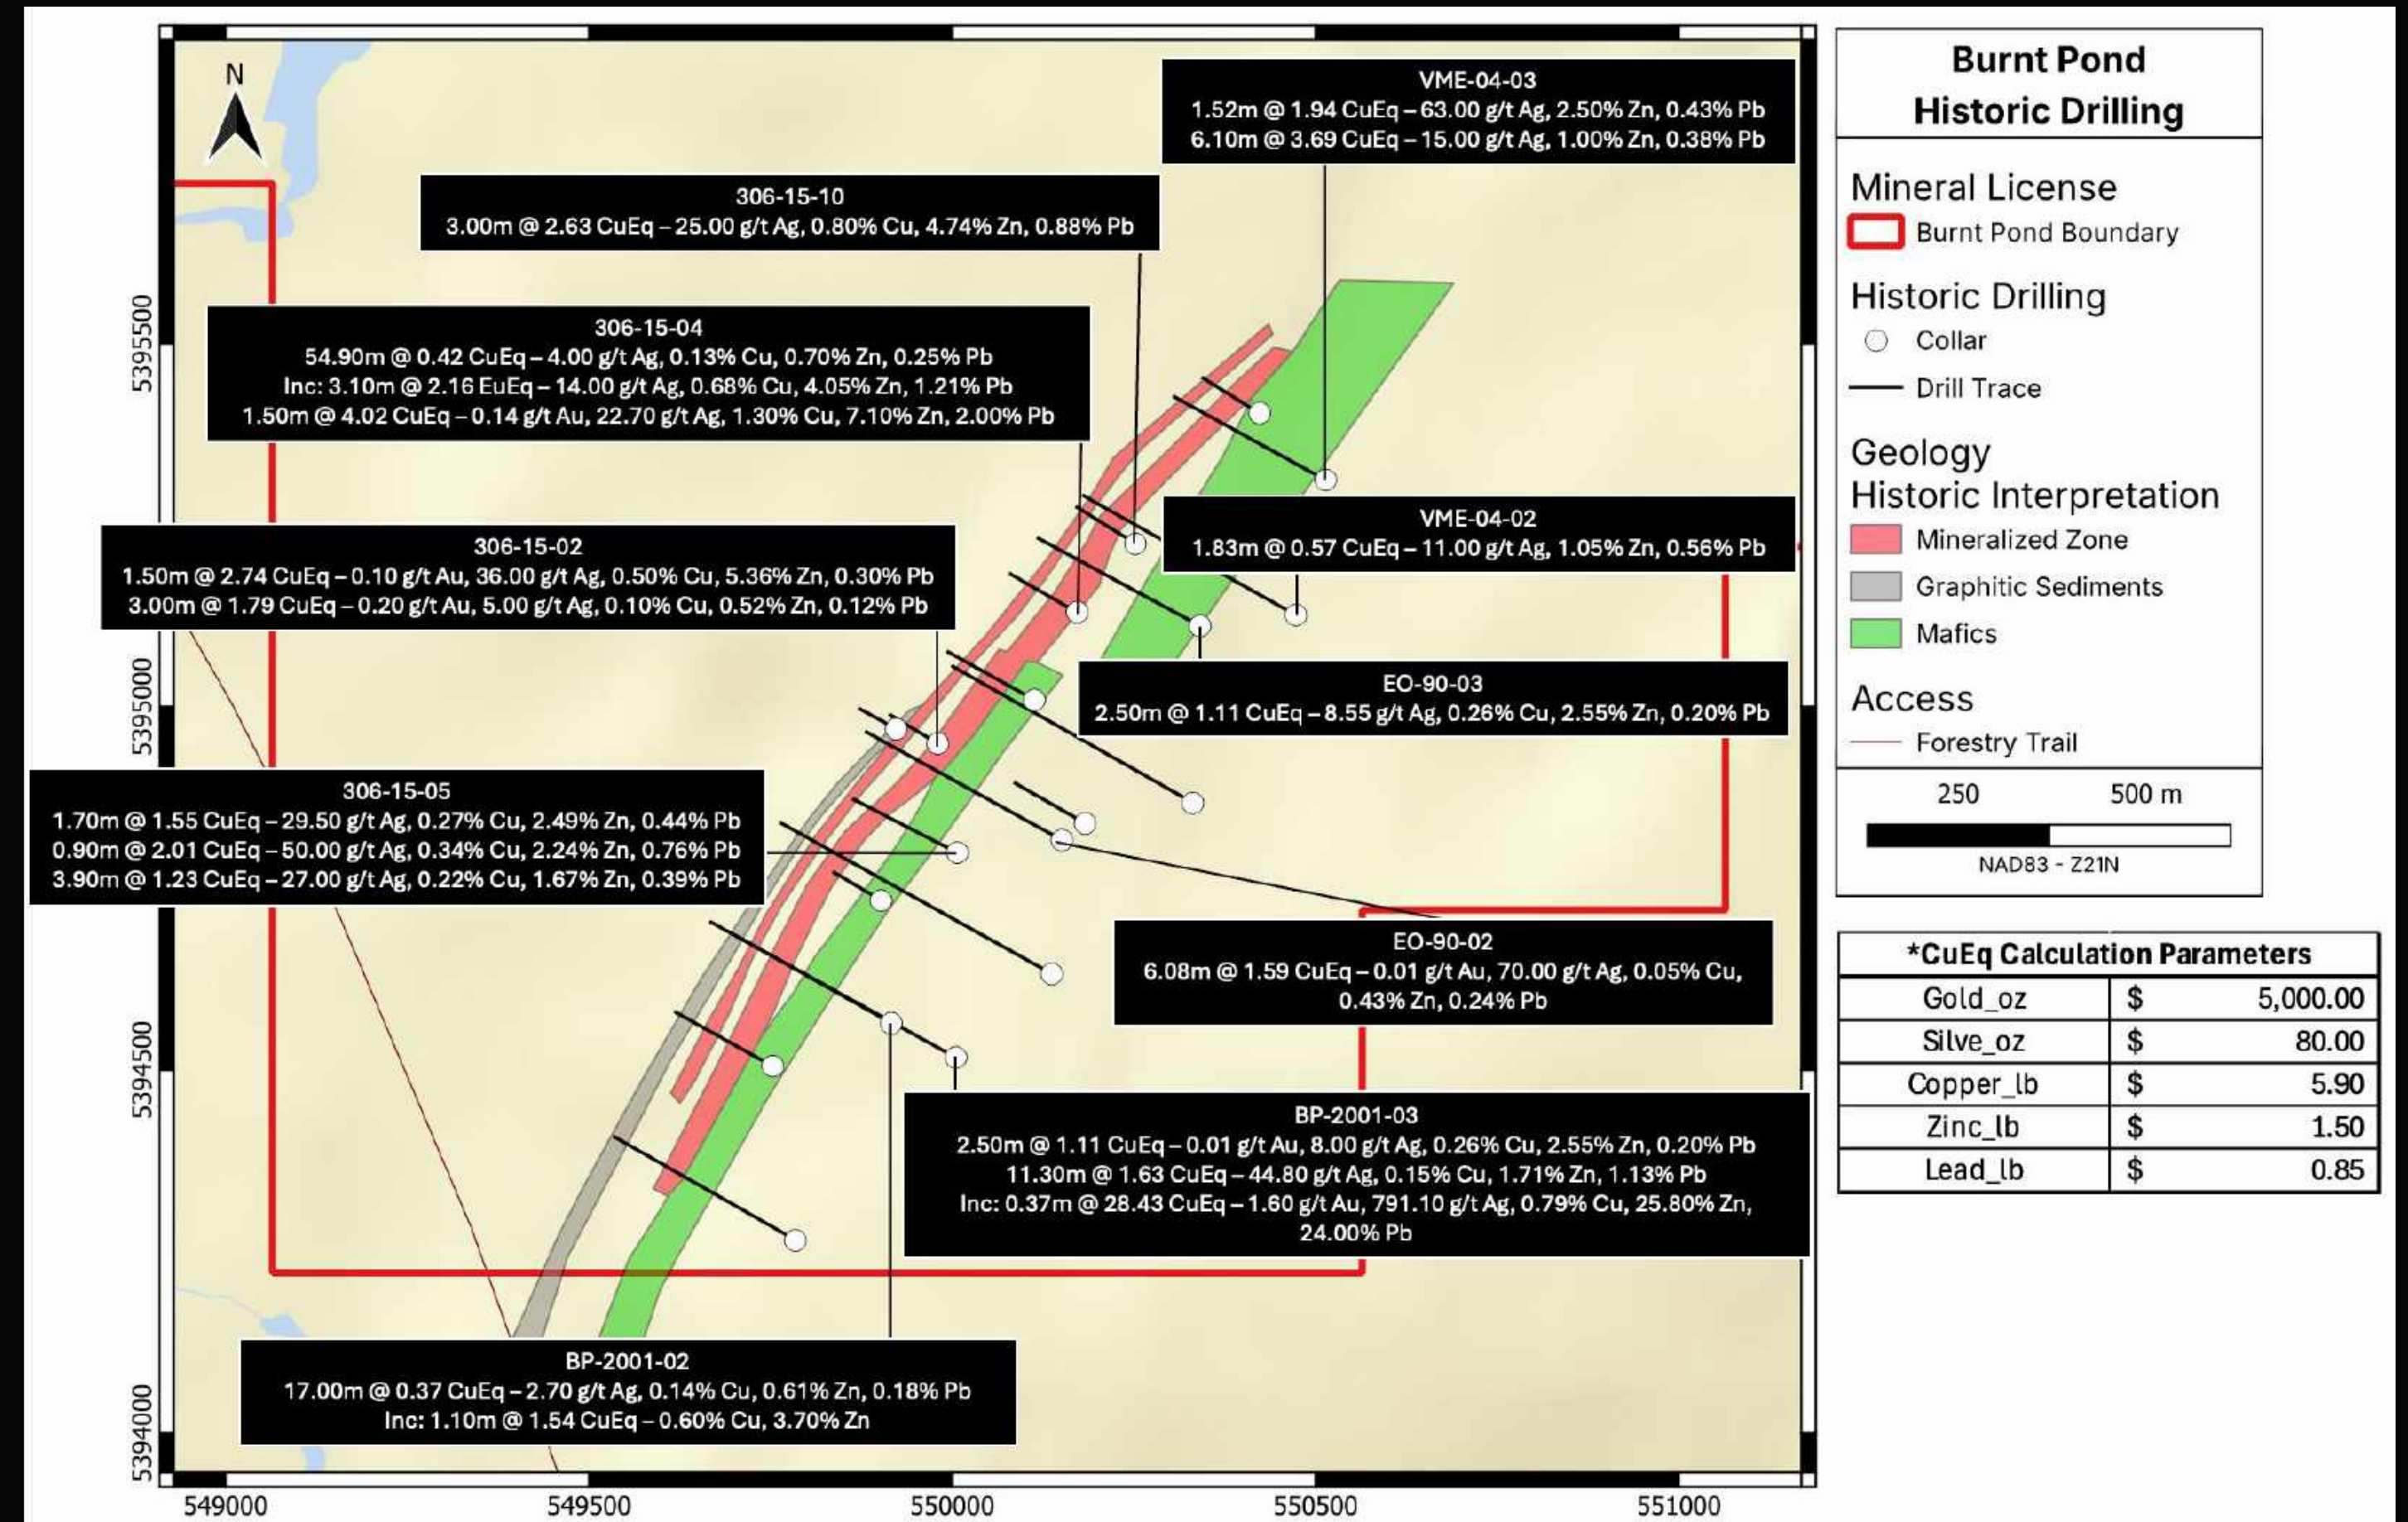 N
VME-04-03
1.52m @ 1.94 CuEq – 63.00 g/t Ag, 2.50% Zn, 0.43% Pb
6.10m @ 3.69 CuEq – 15.00 g/t Ag, 1.00% Zn, 0.38% Pb
306-15-10
3.00m @ 2.63 CuEq – 25.00 g/t Ag, 0.80% Cu, 4.74% Zn, 0.88% Pb
306-15-04
54.90m @ 0.42 CuEq – 4.00 g/t Ag, 0.13% Cu, 0.70% Zn, 0.25% Pb
Inc: 3.10m @ 2.16 EuEq – 14.00 g/t Ag, 0.68% Cu, 4.05% Zn, 1.21% Pb
1.50m @ 4.02 CuEq – 0.14 g/t Au, 22.70 g/t Ag, 1.30% Cu, 7.10% Zn, 2.00% Pb
VME-04-02
1.83m @ 0.57 CuEq – 11.00 g/t Ag, 1.05% Zn, 0.56% Pb
306-15-02
1.50m @ 2.74 CuEq – 0.10 g/t Au, 36.00 g/t Ag, 0.50% Cu, 5.36% Zn, 0.30% Pb
3.00m @ 1.79 CuEq – 0.20 g/t Au, 5.00 g/t Ag, 0.10% Cu, 0.52% Zn, 0.12% Pb
EO-90-03
2.50m @ 1.11 CuEq – 8.55 g/t Ag, 0.26% Cu, 2.55% Zn, 0.20% Pb
306-15-05
1.70m @ 1.55 CuEq – 29.50 g/t Ag, 0.27% Cu, 2.49% Zn, 0.44% Pb
0.90m @ 2.01 CuEq – 50.00 g/t Ag, 0.34% Cu, 2.24% Zn, 0.76% Pb
3.90m @ 1.23 CuEq – 27.00 g/t Ag, 0.22% Cu, 1.67% Zn, 0.39% Pb
EO-90-02
6.08m @ 1.59 CuEq – 0.01 g/t Au, 70.00 g/t Ag, 0.05% Cu,
0.43% Zn, 0.24% Pb
BP-2001-03
2.50m @ 1.11 CuEq – 0.01 g/t Au, 8.00 g/t Ag, 0.26% Cu, 2.55% Zn, 0.20% Pb
11.30m @ 1.63 CuEq – 44.80 g/t Ag, 0.15% Cu, 1.71% Zn, 1.13% Pb
Inc: 0.37m @ 28.43 CuEq – 1.60 g/t Au, 791.10 g/t Ag, 0.79% Cu, 25.80% Zn,
24.00% Pb
BP-2001-02
17.00m @ 0.37 CuEq – 2.70 g/t Ag, 0.14% Cu, 0.61% Zn, 0.18% Pb
Inc: 1.10m @ 1.54 CuEq – 0.60% Cu, 3.70% Zn
5395500
5395000
5394500
5394000
549000 549500 550000 550500 551000
Burnt Pond
Historic Drilling
Mineral License
Burnt Pond Boundary
Historic Drilling
Collar
Drill Trace
Geology
Historic Interpretation
Mineralized Zone
Graphitic Sediments
Mafics
Access
Forestry Trail
250 500 m
NAD83 - Z21N
*CuEq Calculation Parameters
Gold_oz $ 5,000.00
Silve_oz $ 80.00
Copper_lb $ 5.90
Zinc_lb $ 1.50
Lead_lb $ 0.85